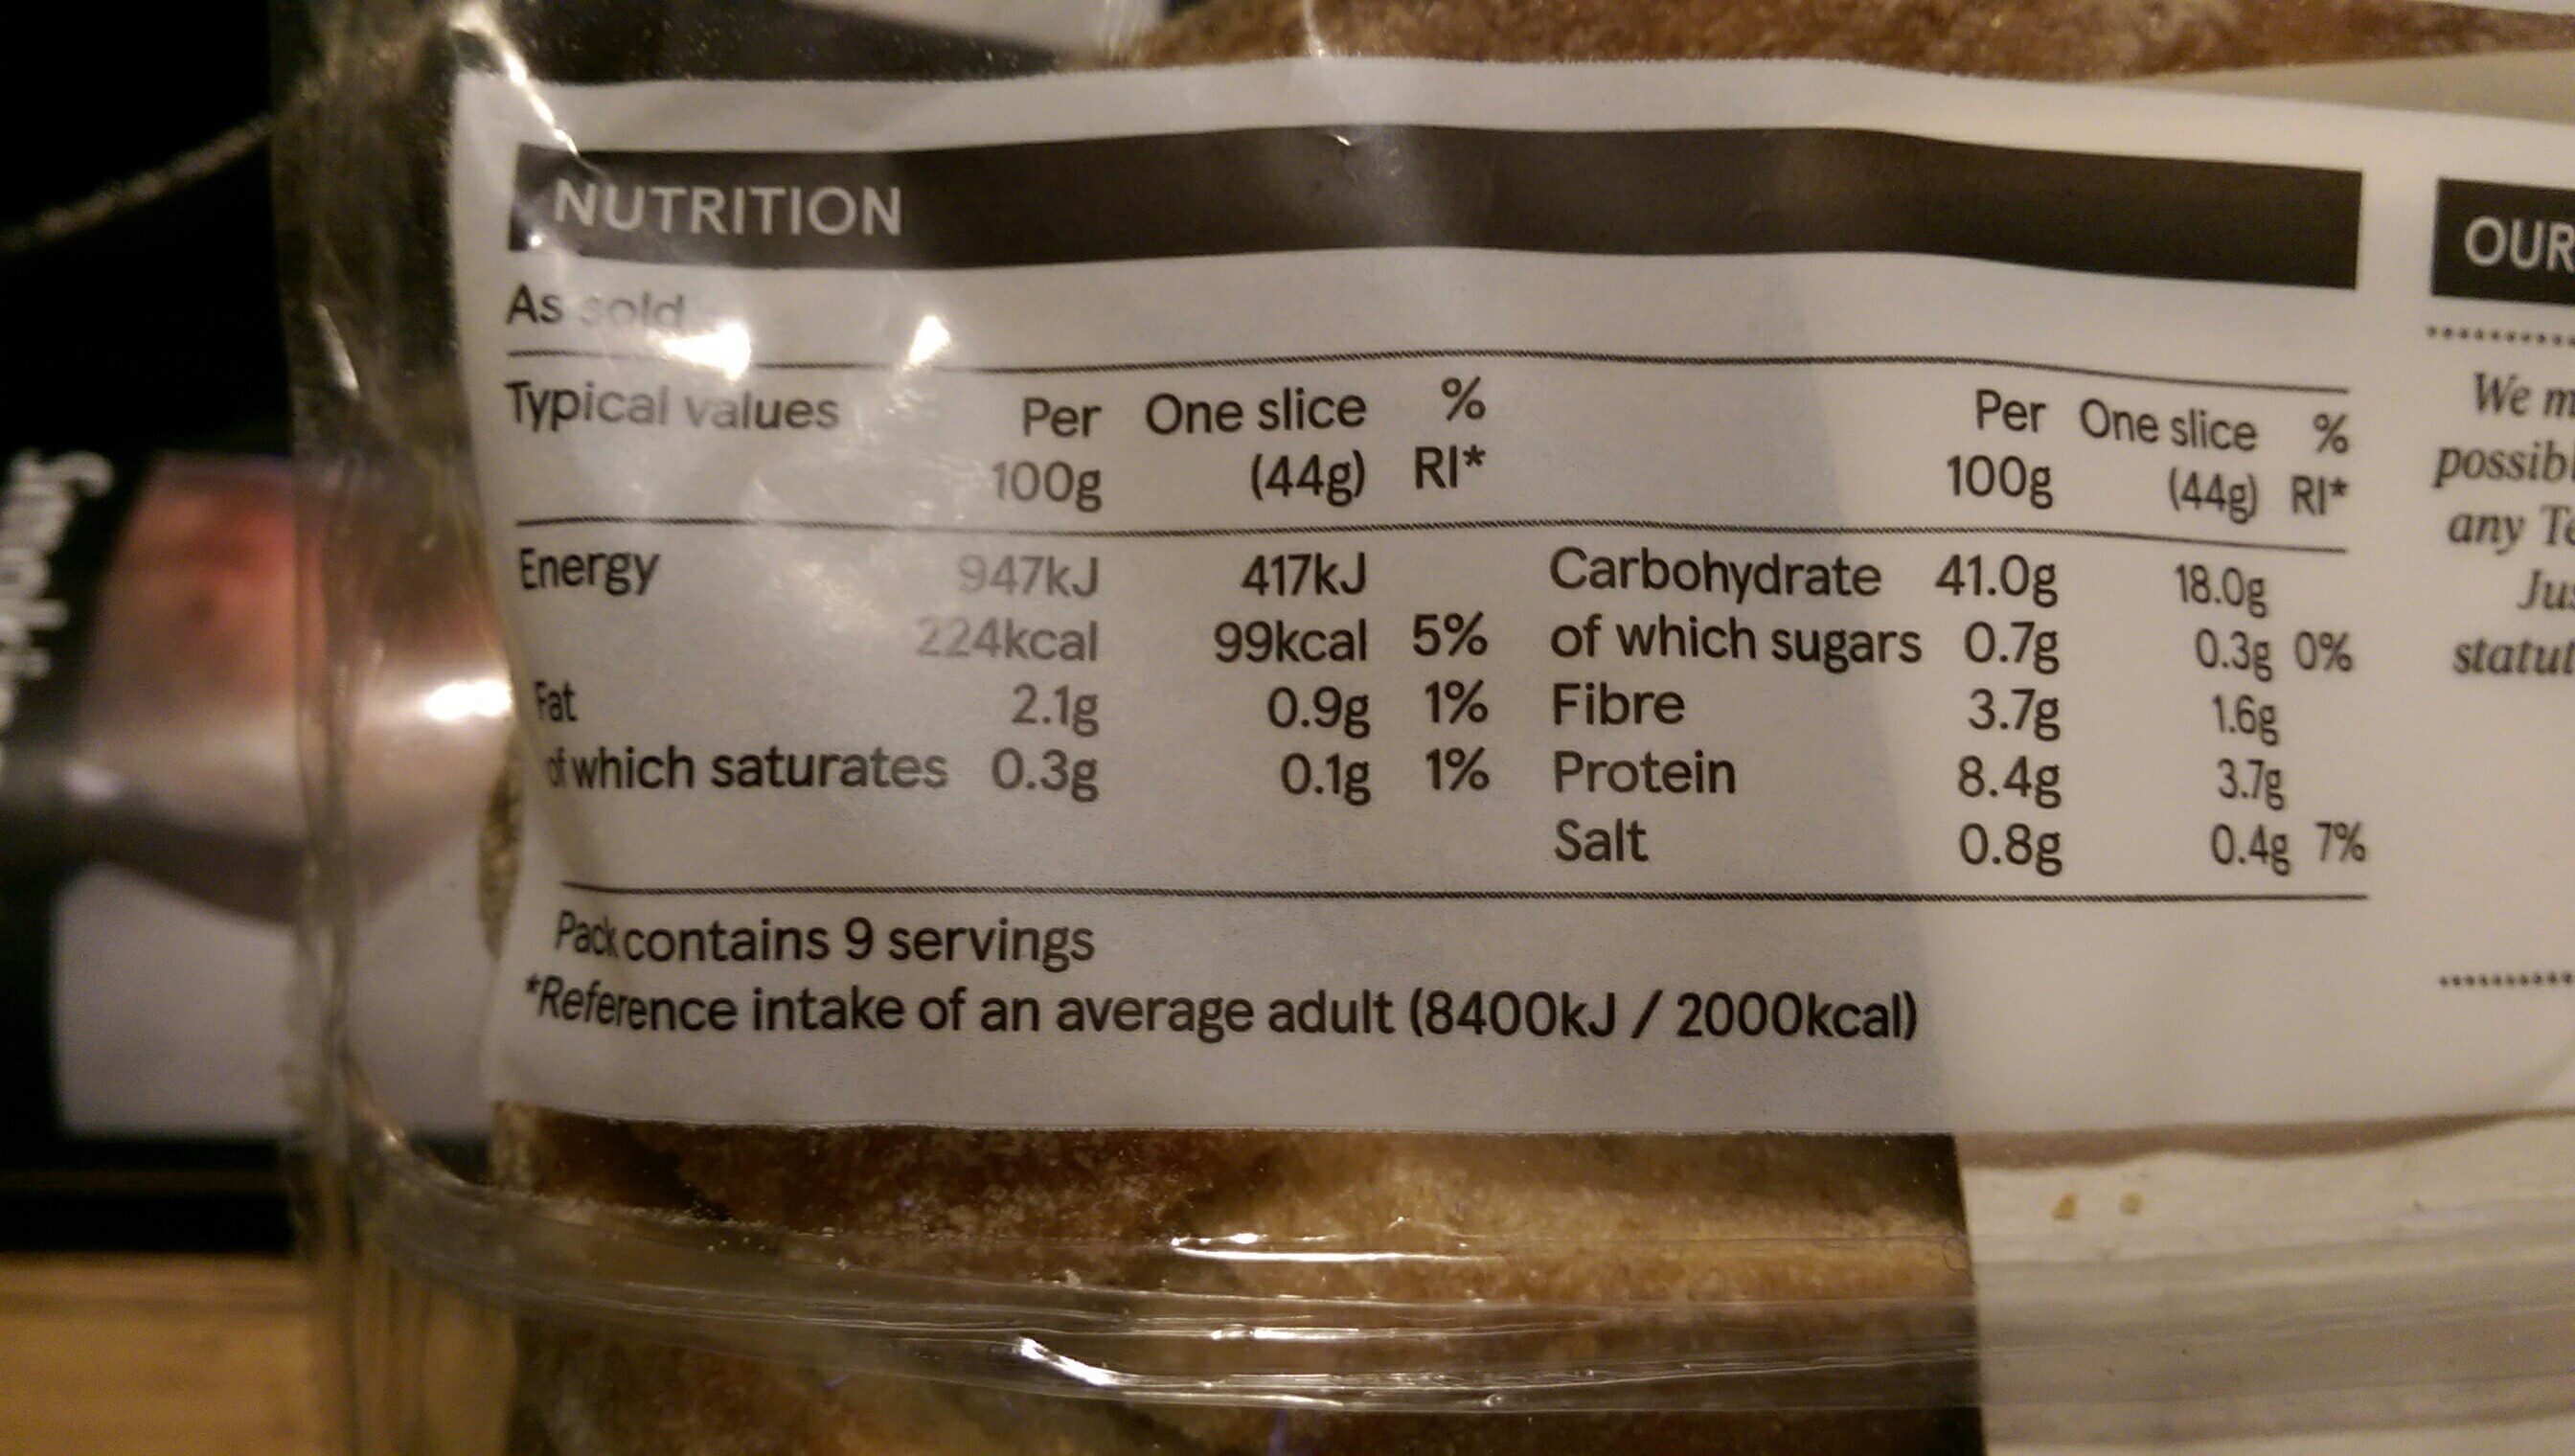 NUTRITION
As sold
Typical values Per One slice % Per One slice %
100g (44g) RI* 100g (44g) RI*
Energy 947kJ 417kJ Carbohydrate 41.0g 18.0g
224kcal 99kcal 5% of which sugars 0.7g 0.3g 0%
Fat 2.1g 0.9g 1% Fibre 3.7g 1.6g
of which saturates 0.3g 0.1g 1% Protein 8.4g 3.7g
Salt 0.8g 0.4g 7%
Pack contains 9 servings
*Reference intake of an average adult (8400kJ / 2000kcal)
OUR
We m
possib
any Te
Jus
statut